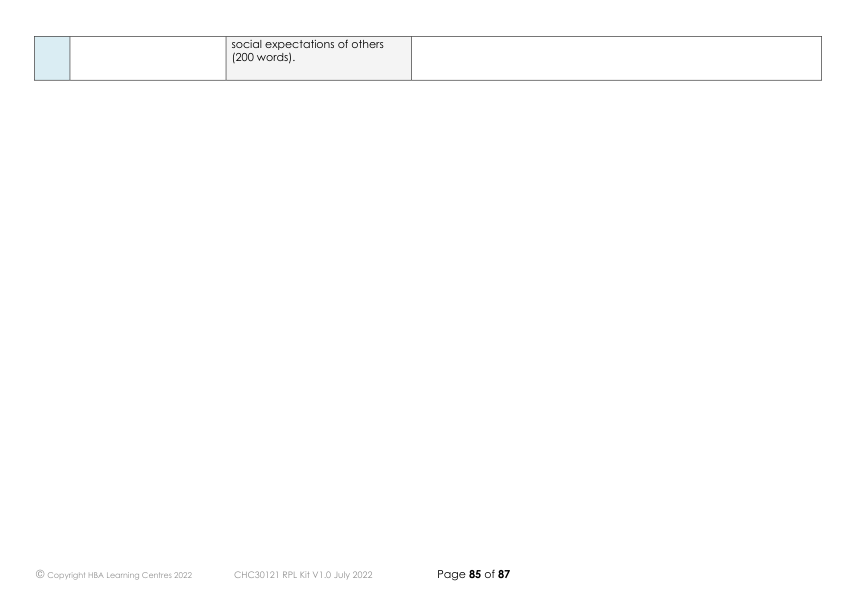 social expectations of others
(200 words).
© Copyright HBA Learning Centres 2022 CHC30121 RPL Kit V1.0 July 2022 Page 85 of 87